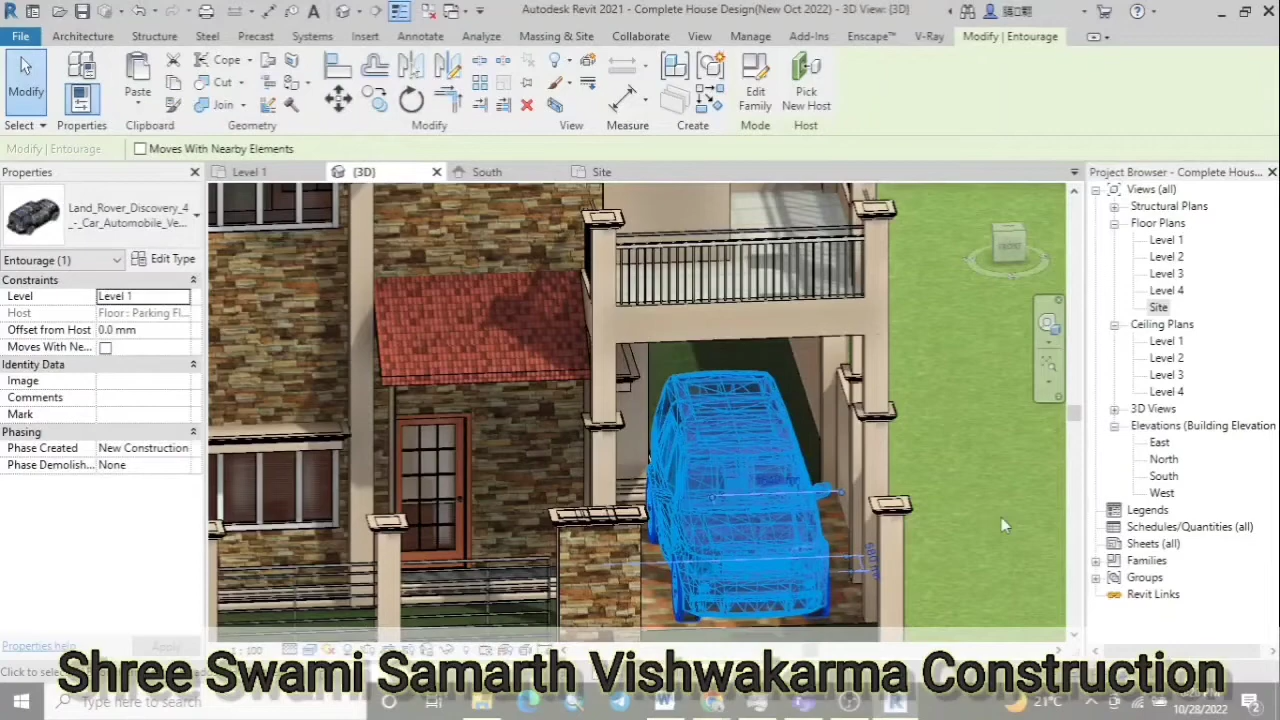 Autodesk Revit 2021 - Complete House Design(New Oct 2022) - 3D View: {3D}
File Architecture Structure Steel Precast Systems Insert Annotate Analyze Massing & Site Collaborate View Manage Add-Ins Enscape™ V-Ray Modify | Entourage
Cope
Cut
Join
Modify
Paste
Edit Family
Pick New Host
Select Properties Clipboard Geometry Modify View Measure Create Mode Host
Modify | Entourage Moves With Nearby Elements
Properties
Level 1 {3D} South Site
Project Browser - Complete Hous...
Land_Rover_Discovery_4
_-_Car_Automobile_Ve...
Entourage (1) Edit Type
Constraints
Level Level 1
Host Floor : Parking Fl...
Offset from Host 0.0 mm
Moves With Ne...
Identity Data
Image
Comments
Mark
Phasing
Phase Created New Construction
Phase Demolish... None
Properties help Apply
FRONT
Views (all)
Structural Plans
Floor Plans
Level 1
Level 2
Level 3
Level 4
Site
Ceiling Plans
Level 1
Level 2
Level 3
Level 4
3D Views
Elevations (Building Elevation
East
North
South
West
Legends
Schedules/Quantities (all)
Sheets (all)
Families
Groups
Revit Links
Shree Swami Samarth Vishwakarma Construction
Type here to search
21°C
10/28/2022